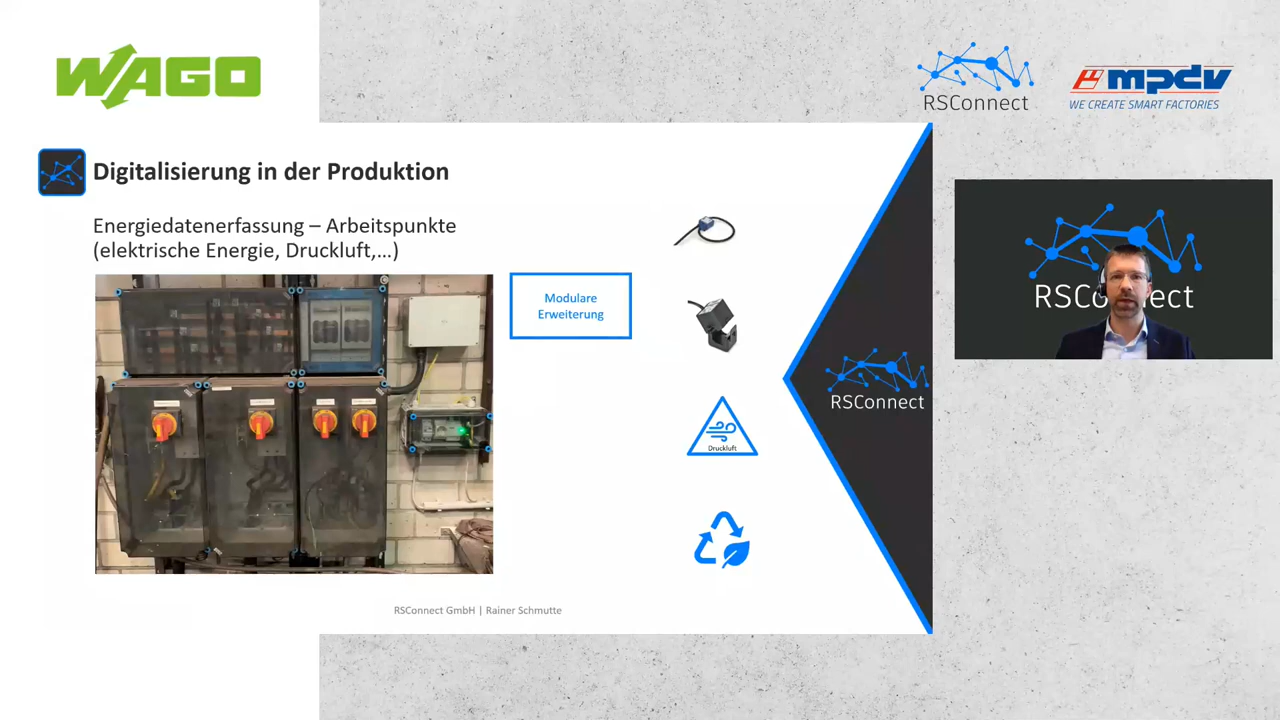 WAGO
RSConnect
mpdv
WE CREATE SMART FACTORIES
Digitalisierung in der Produktion
Energiedatenerfassung – Arbeitspunkte
(elektrische Energie, Druckluft,...)
Modulare
Erweiterung
Druckluft
RSConnect
RSConnect
RSConnect GmbH | Rainer Schmutte